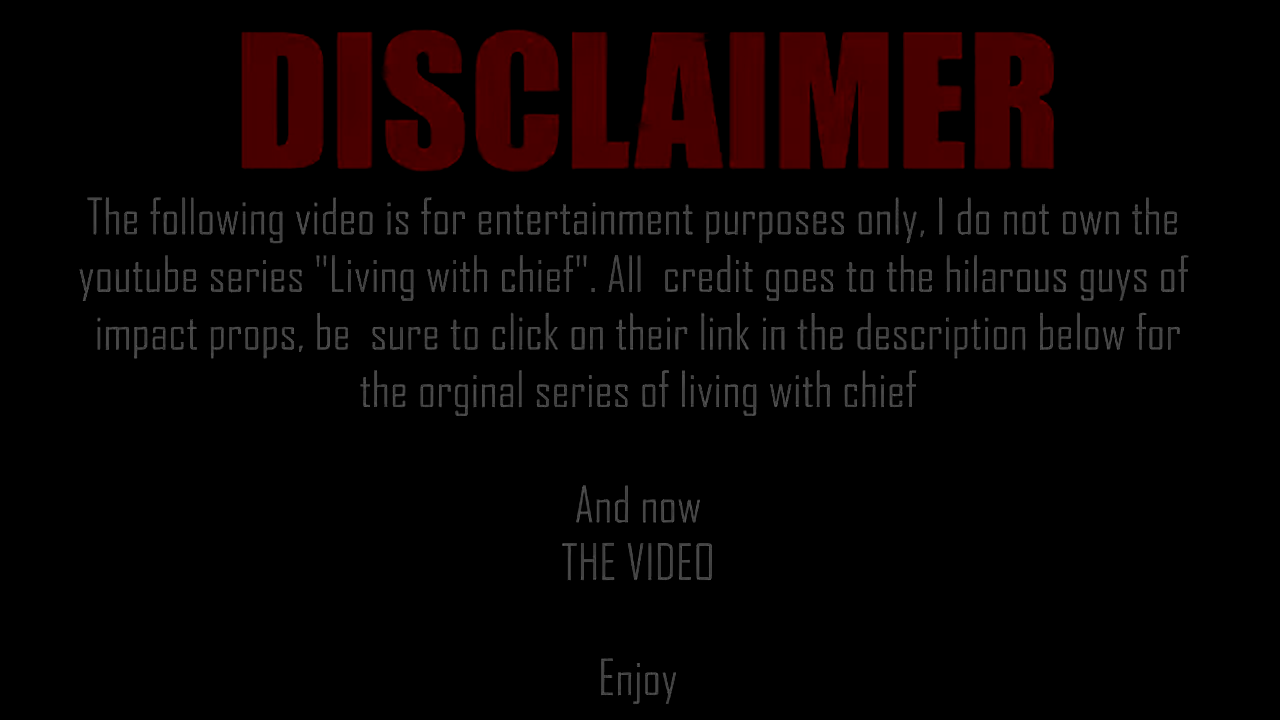 DISCLAIMER
The following video is for entertainment purposes only, I do not own the
youtube series "Living with chief". All  credit goes to the hilarous guys of
impact props, be  sure to click on their link in the description below for
the orginal series of living with chief
And now
THE VIDEO
Enjoy